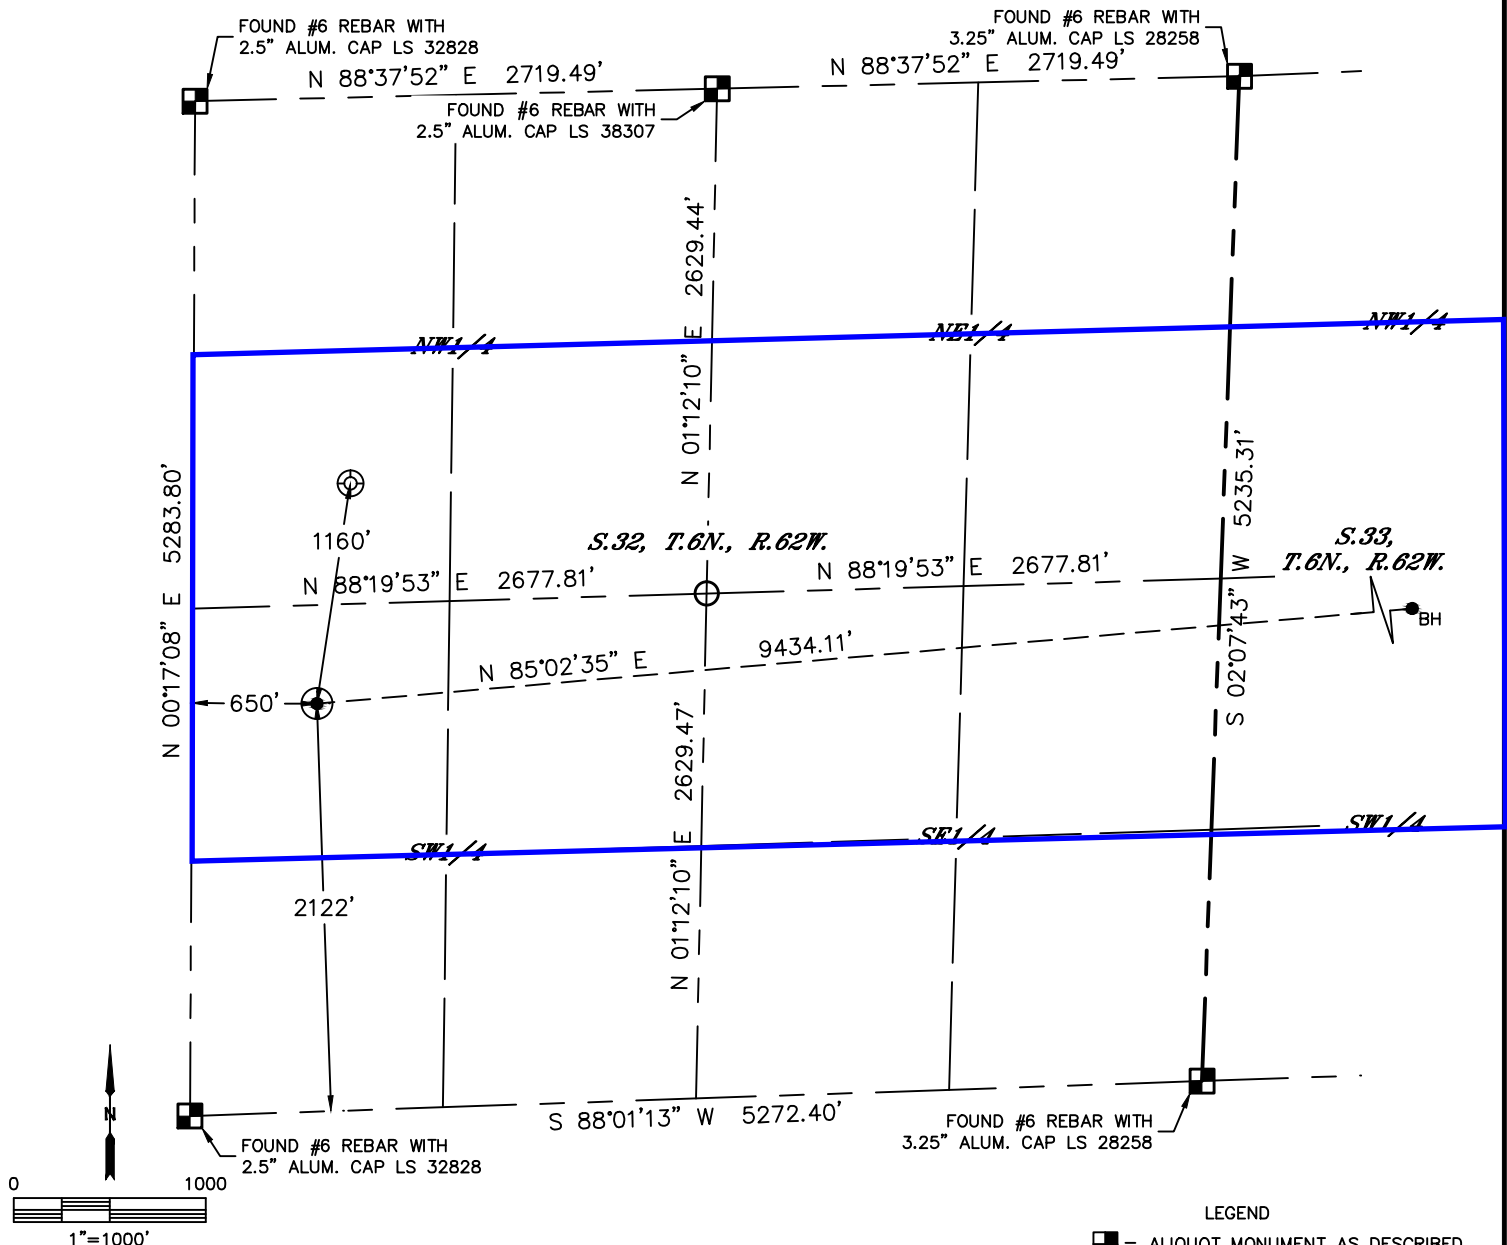 FOUND #6 REBAR WITH
2.5" ALUM. CAP LS 32828
FOUND #6 REBAR WITH
3.25" ALUM. CAP LS 28258
N 88°37'52" E 2719.49'
N 88°37'52" E 2719.49'
FOUND #6 REBAR WITH
2.5" ALUM. CAP LS 38307
N 01°12'10" E 2629.44'
NW1/4
NE1/4
NW1/4
N 00°17'08" E 5283.80'
S 02°07'43" W 5235.31'
1160'
S.32, T.6N., R.62W.
S.33,
T.6N., R.62W.
N 88°19'53" E 2677.81'
N 88°19'53" E 2677.81'
BH
N 85°02'35" E 9434.11'
650'
N 01°12'10" E 2629.47'
SW1/4
SE1/4
SW1/4
2122'
S 88°01'13" W 5272.40'
FOUND #6 REBAR WITH
3.25" ALUM. CAP LS 28258
N
FOUND #6 REBAR WITH
2.5" ALUM. CAP LS 32828
0 1000
1"=1000'
LEGEND
= ALIQUOT MONUMENT AS DESCRIBED